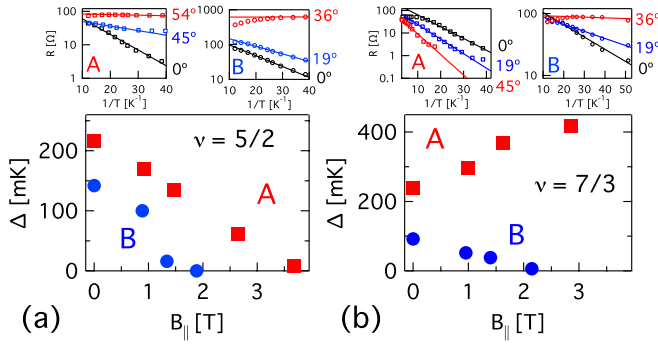 R [Ω]
100
10
1
10 20 30 40
1/T [K⁻¹]
A
54°
45°
0°
1000
100
10
10 20 30 40
1/T [K⁻¹]
B
36°
19°
0°
R [Ω]
100
10
1
0.1
10 20 30 40
1/T [K⁻¹]
A
0°
19°
45°
100
10
10 20 30 40 50
1/T [K⁻¹]
B
36°
19°
0°
Δ [mK]
200
100
0
0 1 2 3
B∥ [T]
ν = 5/2
A
B
(a)
Δ [mK]
400
200
0
0 1 2 3
B∥ [T]
A
ν = 7/3
B
(b)